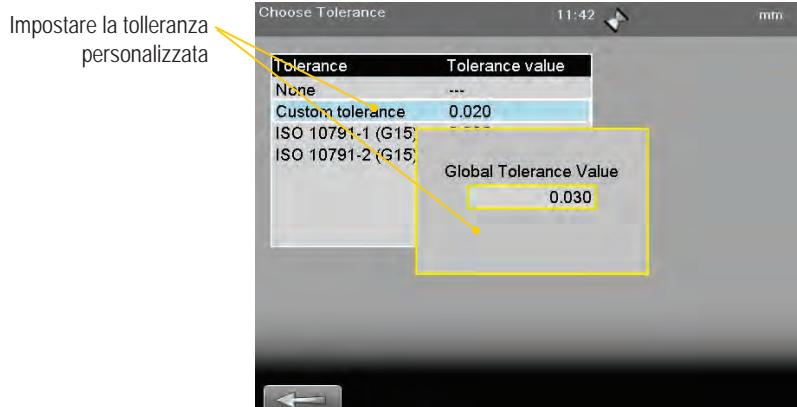 Impostare la tolleranza
personalizzata
Choose Tolerance 11:42 mm
Tolerance Tolerance value
None ---
Custom tolerance 0.020
ISO 10791-1 (G15)
ISO 10791-2 (G15)
Global Tolerance Value
0.030